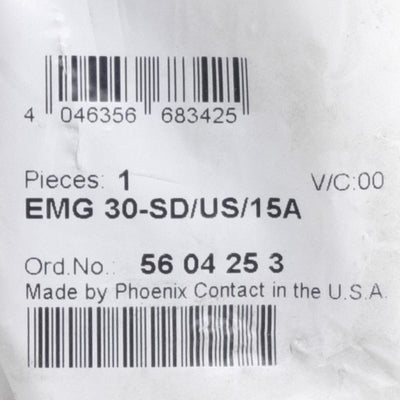 4 046356 683425
Pieces: 1 V/C:00
EMG 30-SD/US/15A
Ord.No.: 56 04 25 3
Made by Phoenix Contact in the U.S.A.